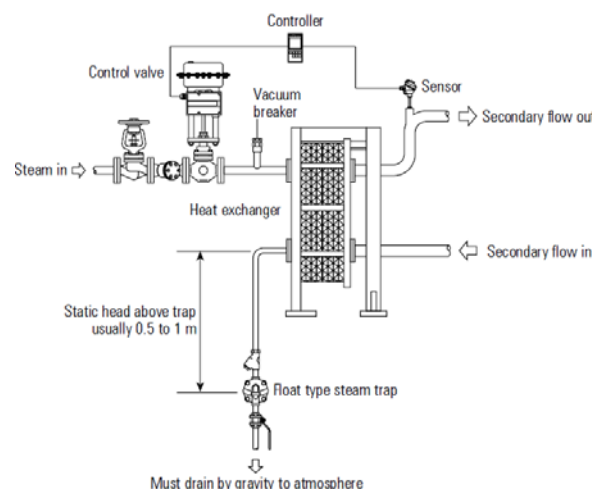 Controller
Control valve
Sensor
Vacuum
breaker
Secondary flow out
Steam in
Heat exchanger
Secondary flow in
Static head above trap
usually 0.5 to 1 m
Float type steam trap
Must drain by gravity to atmosphere